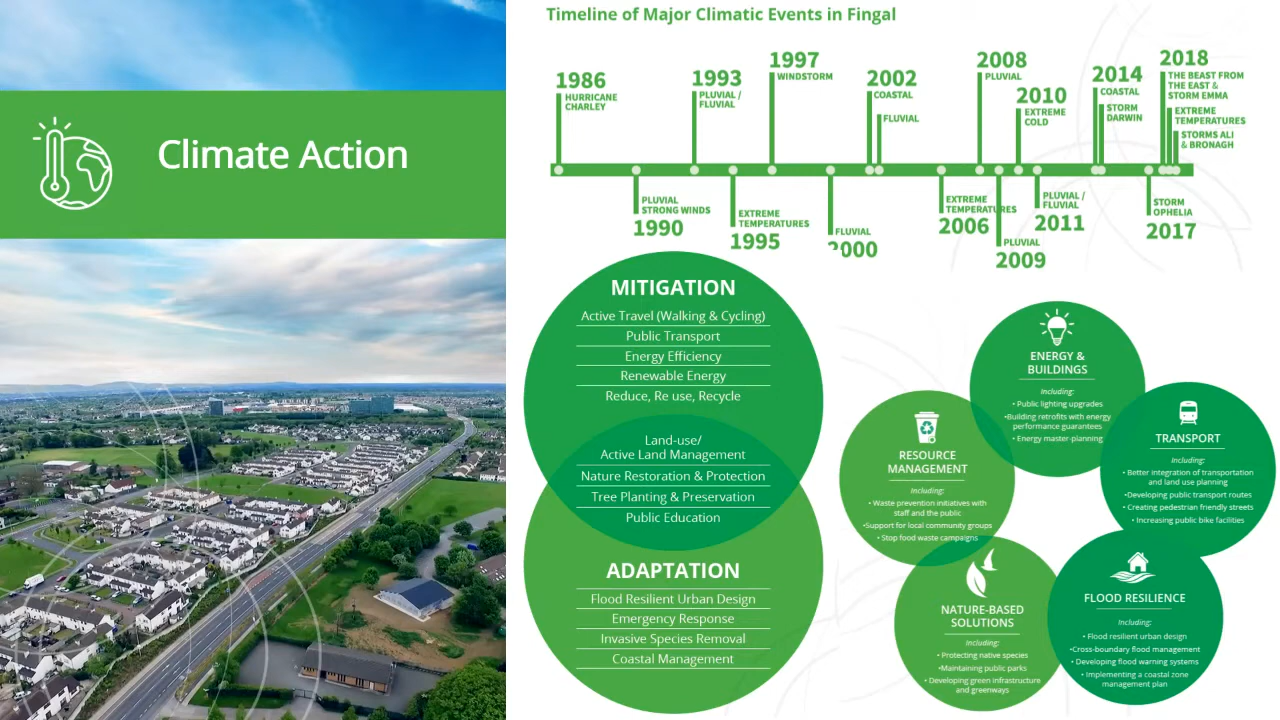 Climate Action
Timeline of Major Climatic Events in Fingal
1986
HURRICANE
CHARLEY
1993
PLUVIAL /
FLUVIAL
1997
WINDSTORM
2002
COASTAL
FLUVIAL
2008
PLUVIAL
2010
EXTREME
COLD
2014
COASTAL
STORM
DARWIN
2018
THE BEAST FROM
THE EAST &
STORM EMMA
EXTREME
TEMPERATURES
STORMS ALI
& BRONAGH
PLUVIAL
STRONG WINDS
1990
EXTREME
TEMPERATURES
1995
FLUVIAL
2000
EXTREME
TEMPERATURES
2006
PLUVIAL
2009
PLUVIAL /
FLUVIAL
2011
STORM
OPHELIA
2017
MITIGATION
Active Travel (Walking & Cycling)
Public Transport
Energy Efficiency
Renewable Energy
Reduce, Re use, Recycle
Land-use/
Active Land Management
Nature Restoration & Protection
Tree Planting & Preservation
Public Education
ADAPTATION
Flood Resilient Urban Design
Emergency Response
Invasive Species Removal
Coastal Management
ENERGY &
BUILDINGS
Including:
• Public lighting upgrades
•Building retrofits with energy
performance guarantees
• Energy master-planning
RESOURCE
MANAGEMENT
Including:
• Waste prevention initiatives with
staff and the public
•Support for local community groups
• Stop food waste campaigns
TRANSPORT
Including:
• Better integration of transportation
and land use planning
•Developing public transport routes
• Creating pedestrian friendly streets
• Increasing public bike facilities
NATURE-BASED
SOLUTIONS
Including:
• Protecting native species
•Maintaining public parks
• Developing green infrastructure
and greenways
FLOOD RESILIENCE
Including:
• Flood resilient urban design
•Cross-boundary flood management
• Developing flood warning systems
• Implementing a coastal zone
management plan